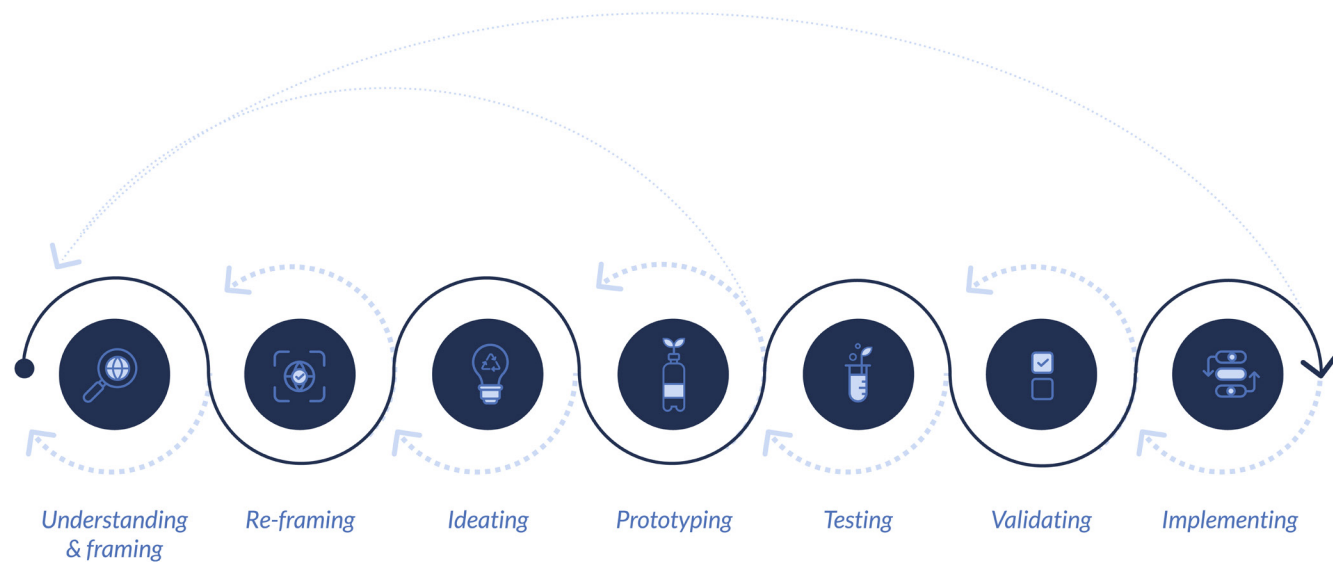 Understanding
& framing
Re-framing
Ideating
Prototyping
Testing
Validating
Implementing